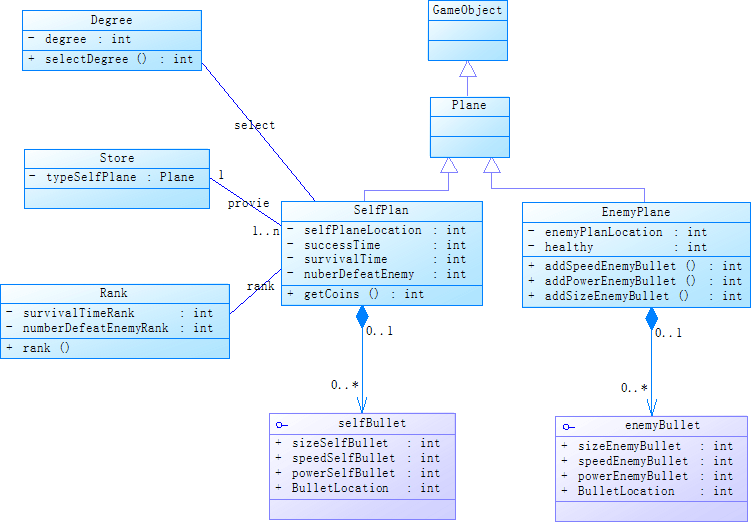 GameObject
Degree
- degree : int
+ selectDegree () : int
Plane
select
Store
- typeSelfPlane : Plane
1
provie
1..n
SelfPlan
- selfPlaneLocation : int
- successTime : int
- survivalTime : int
- nuberDefeatEnemy : int
+ getCoins () : int
EnemyPlane
- enemyPlanLocation : int
- healthy : int
+ addSpeedEnemyBullet () : int
+ addPowerEnemyBullet () : int
+ addSizeEnemyBullet () : int
rank
Rank
- survivalTimeRank : int
- numberDefeatEnemyRank : int
+ rank ()
0..1
0..*
0..1
0..*
selfBullet
+ sizeSelfBullet : int
+ speedSelfBullet : int
+ powerSelfBullet : int
+ BulletLocation : int
enemyBullet
+ sizeEnemyBullet : int
+ speedEnemyBullet : int
+ powerEnemyBullet : int
+ BulletLocation : int